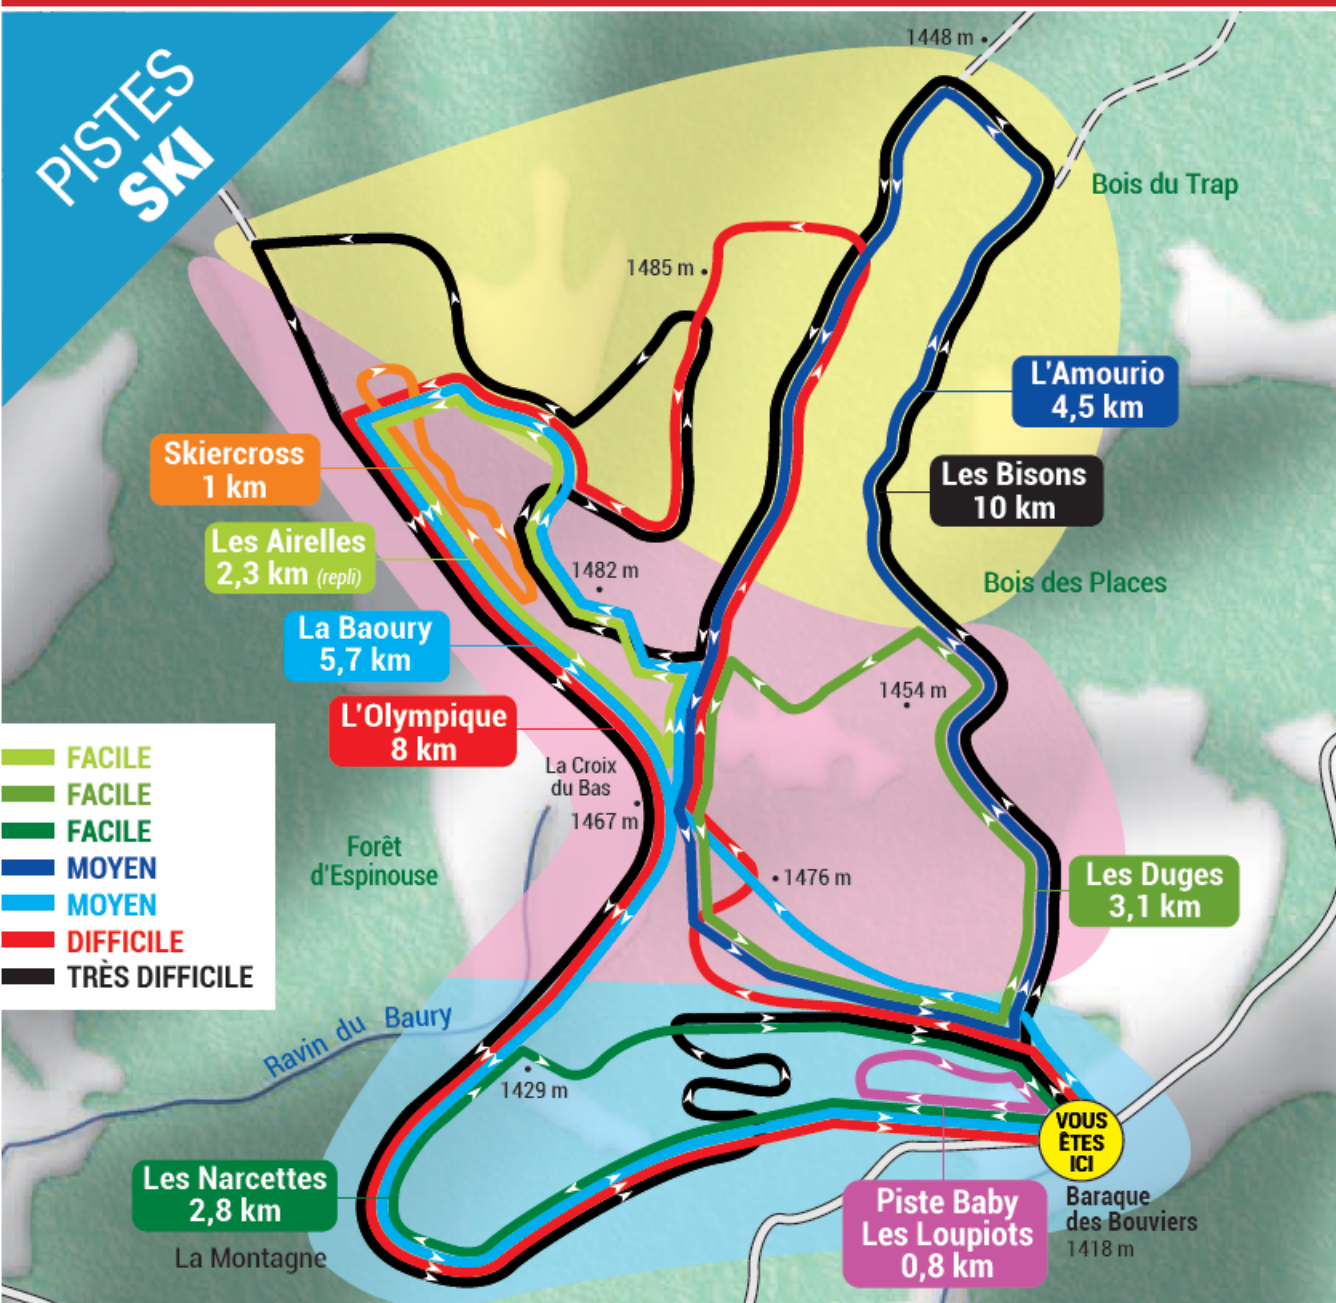 PISTES
SKI
1448 m
Bois du Trap
1485 m
L'Amourio
4,5 km
Skiercross
1 km
Les Bisons
10 km
Les Airelles
2,3 km (repli)
1482 m
Bois des Places
La Baoury
5,7 km
1454 m
L'Olympique
8 km
La Croix
du Bas
1467 m
FACILE
FACILE
FACILE
MOYEN
MOYEN
DIFFICILE
TRÈS DIFFICILE
Forêt
d'Espinouse
1476 m
Les Duges
3,1 km
Ravin du Baury
1429 m
VOUS
ÊTES
ICI
Les Narcettes
2,8 km
La Montagne
Piste Baby
Les Loupiots
0,8 km
Baraque
des Bouviers
1418 m